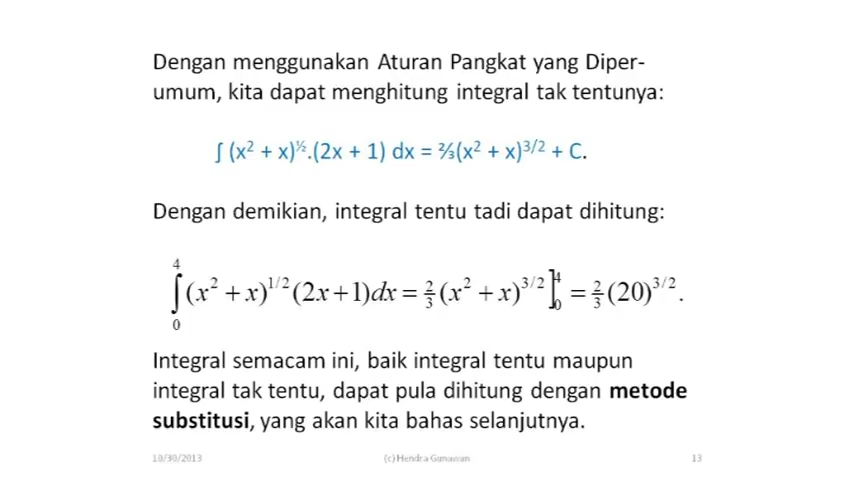 Dengan menggunakan Aturan Pangkat yang Diper-
umum, kita dapat menghitung integral tak tentunya:
∫ (x² + x)^½.(2x + 1) dx = ⅔(x² + x)^3/2 + C.
Dengan demikian, integral tentu tadi dapat dihitung:
∫₀⁴ (x² + x)^1/2 (2x + 1)dx = 2/3 (x² + x)^3/2]₀⁴ = 2/3 (20)^3/2.
Integral semacam ini, baik integral tentu maupun
integral tak tentu, dapat pula dihitung dengan metode
substitusi, yang akan kita bahas selanjutnya.
10/30/2013 (c) Hendra Gunawan 13